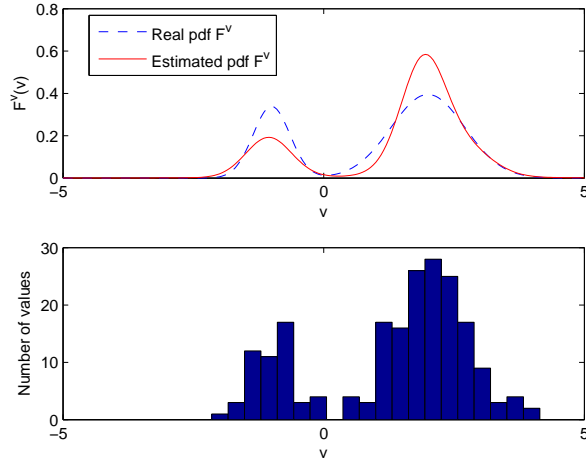 0.8
0.6
0.4
0.2
0
F^v(v)
Real pdf F^v
Estimated pdf F^v
−5
0
5
v
30
20
10
0
Number of values
−5
0
5
v